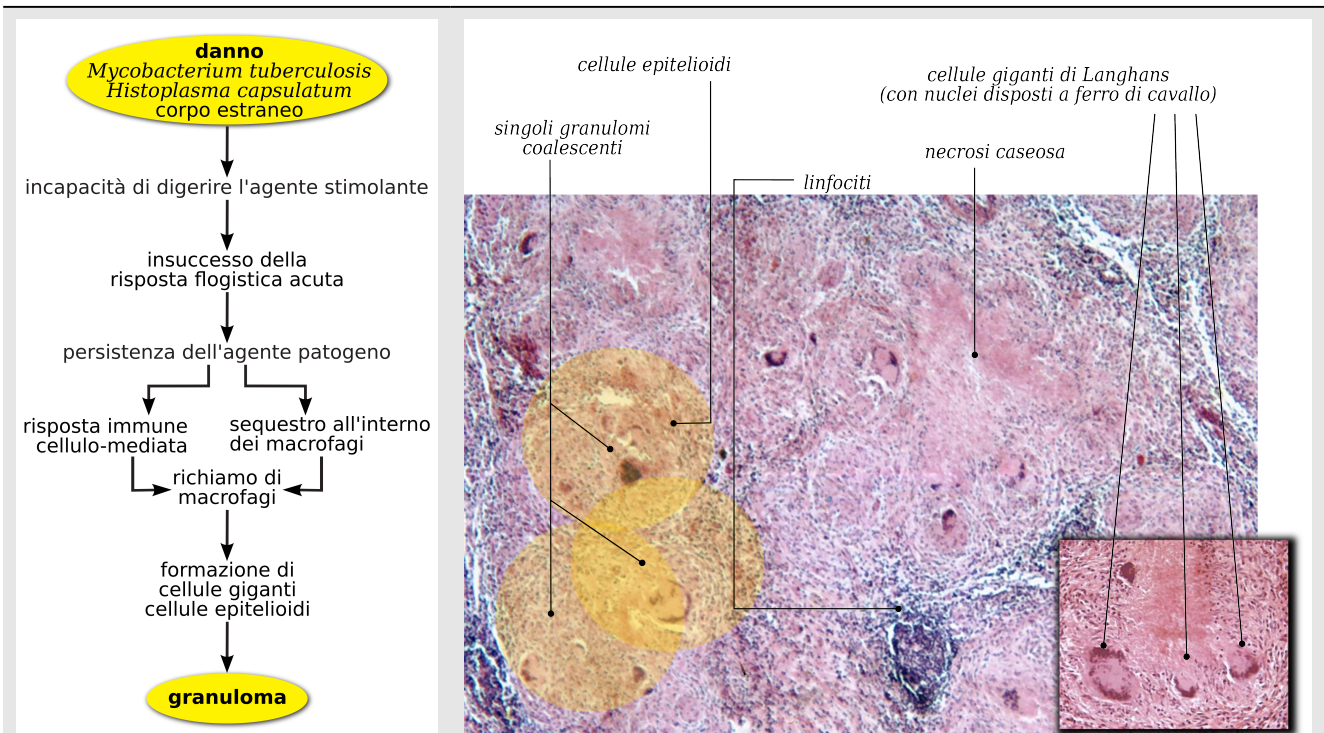 danno
Mycobacterium tuberculosis
Histoplasma capsulatum
corpo estraneo
incapacità di digerire l'agente stimolante
insuccesso della
risposta flogistica acuta
persistenza dell'agente patogeno
risposta immune
cellulo-mediata
sequestro all'interno
dei macrofagi
richiamo di
macrofagi
formazione di
cellule giganti
cellule epitelioidi
granuloma
cellule epitelioidi
singoli granulomi
coalescenti
linfociti
necrosi caseosa
cellule giganti di Langhans
(con nuclei disposti a ferro di cavallo)